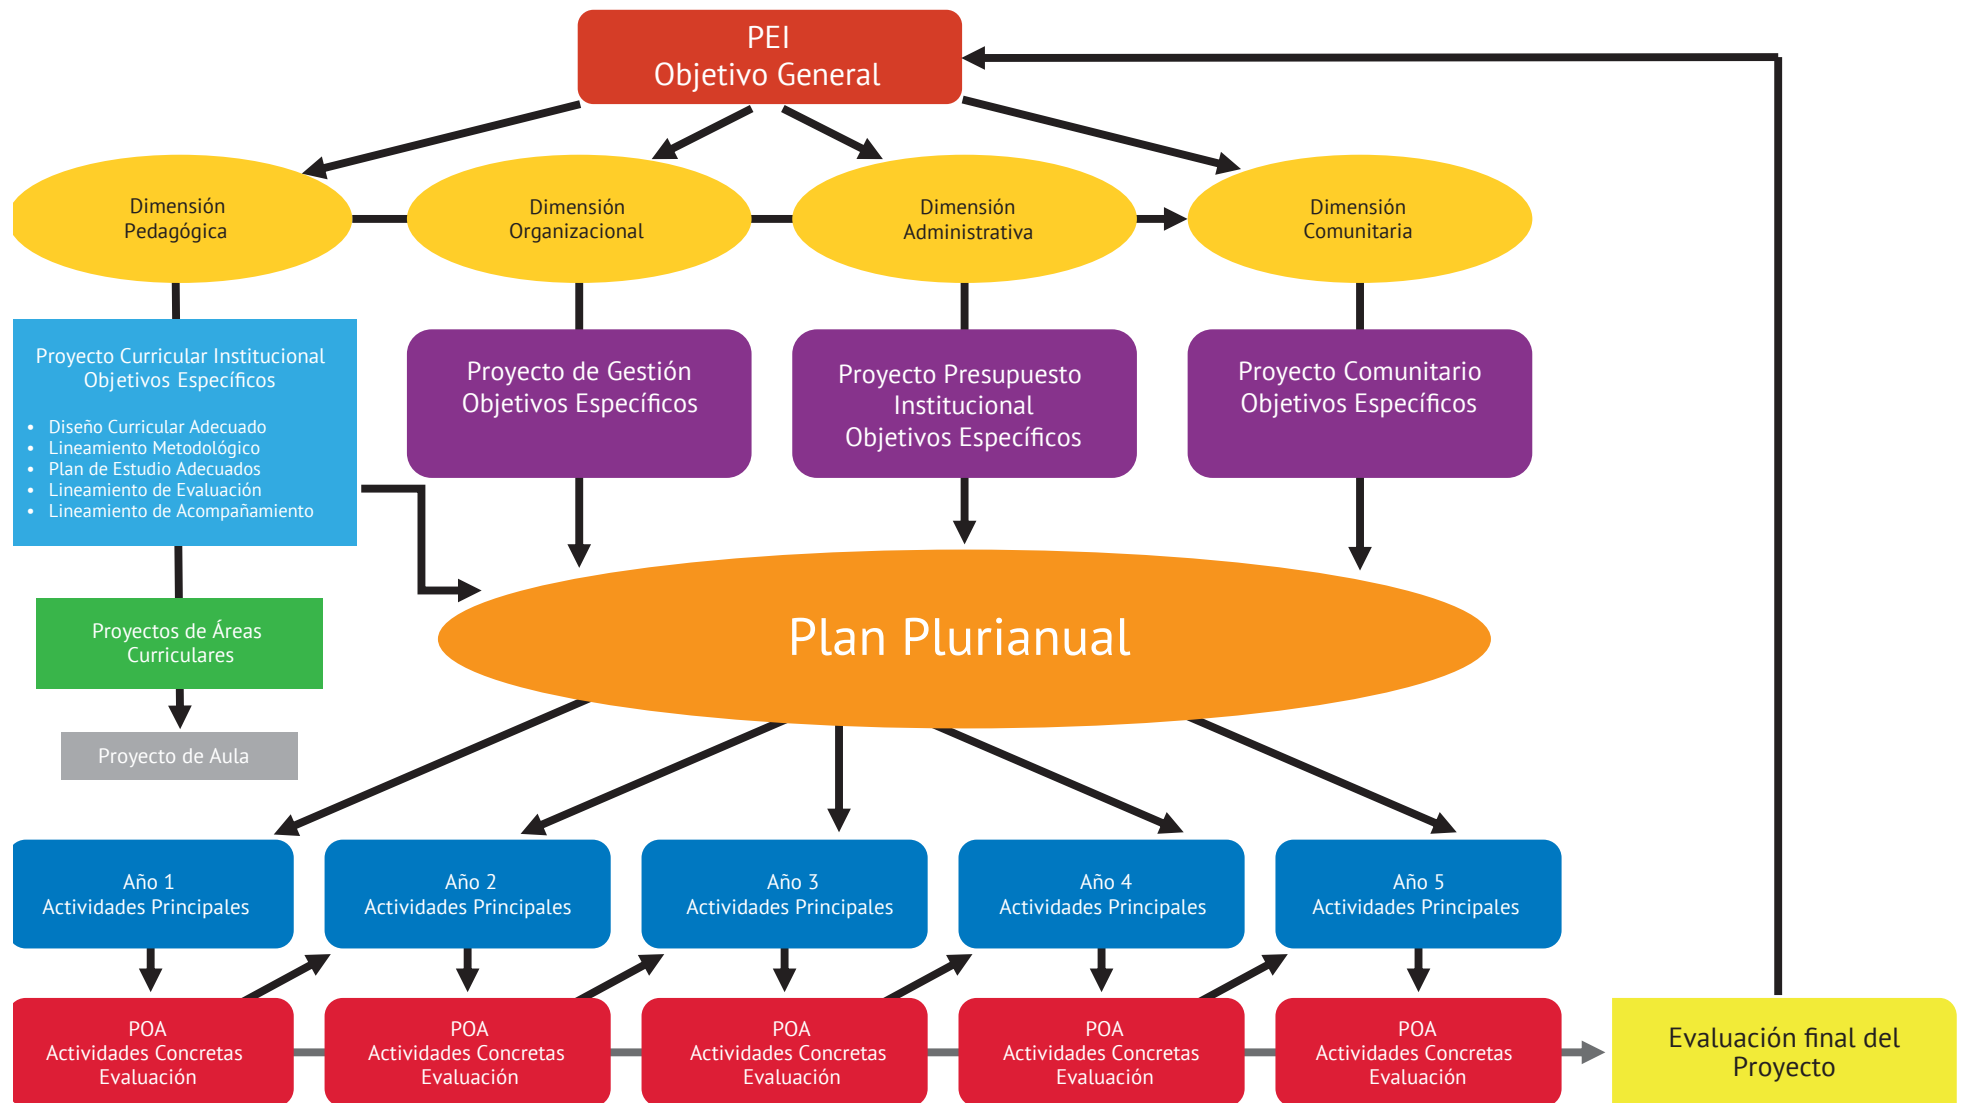 PEI
Objetivo General
Dimensión
Pedagógica
Dimensión
Organizacional
Dimensión
Administrativa
Dimensión
Comunitaria
Proyecto Curricular Institucional
Objetivos Específicos
• Diseño Curricular Adecuado
• Lineamiento Metodológico
• Plan de Estudio Adecuados
• Lineamiento de Evaluación
• Lineamiento de Acompañamiento
Proyecto de Gestión
Objetivos Específicos
Proyecto Presupuesto
Institucional
Objetivos Específicos
Proyecto Comunitario
Objetivos Específicos
Proyectos de Áreas
Curriculares
Proyecto de Aula
Plan Plurianual
Año 1
Actividades Principales
Año 2
Actividades Principales
Año 3
Actividades Principales
Año 4
Actividades Principales
Año 5
Actividades Principales
POA
Actividades Concretas
Evaluación
POA
Actividades Concretas
Evaluación
POA
Actividades Concretas
Evaluación
POA
Actividades Concretas
Evaluación
POA
Actividades Concretas
Evaluación
Evaluación final del
Proyecto